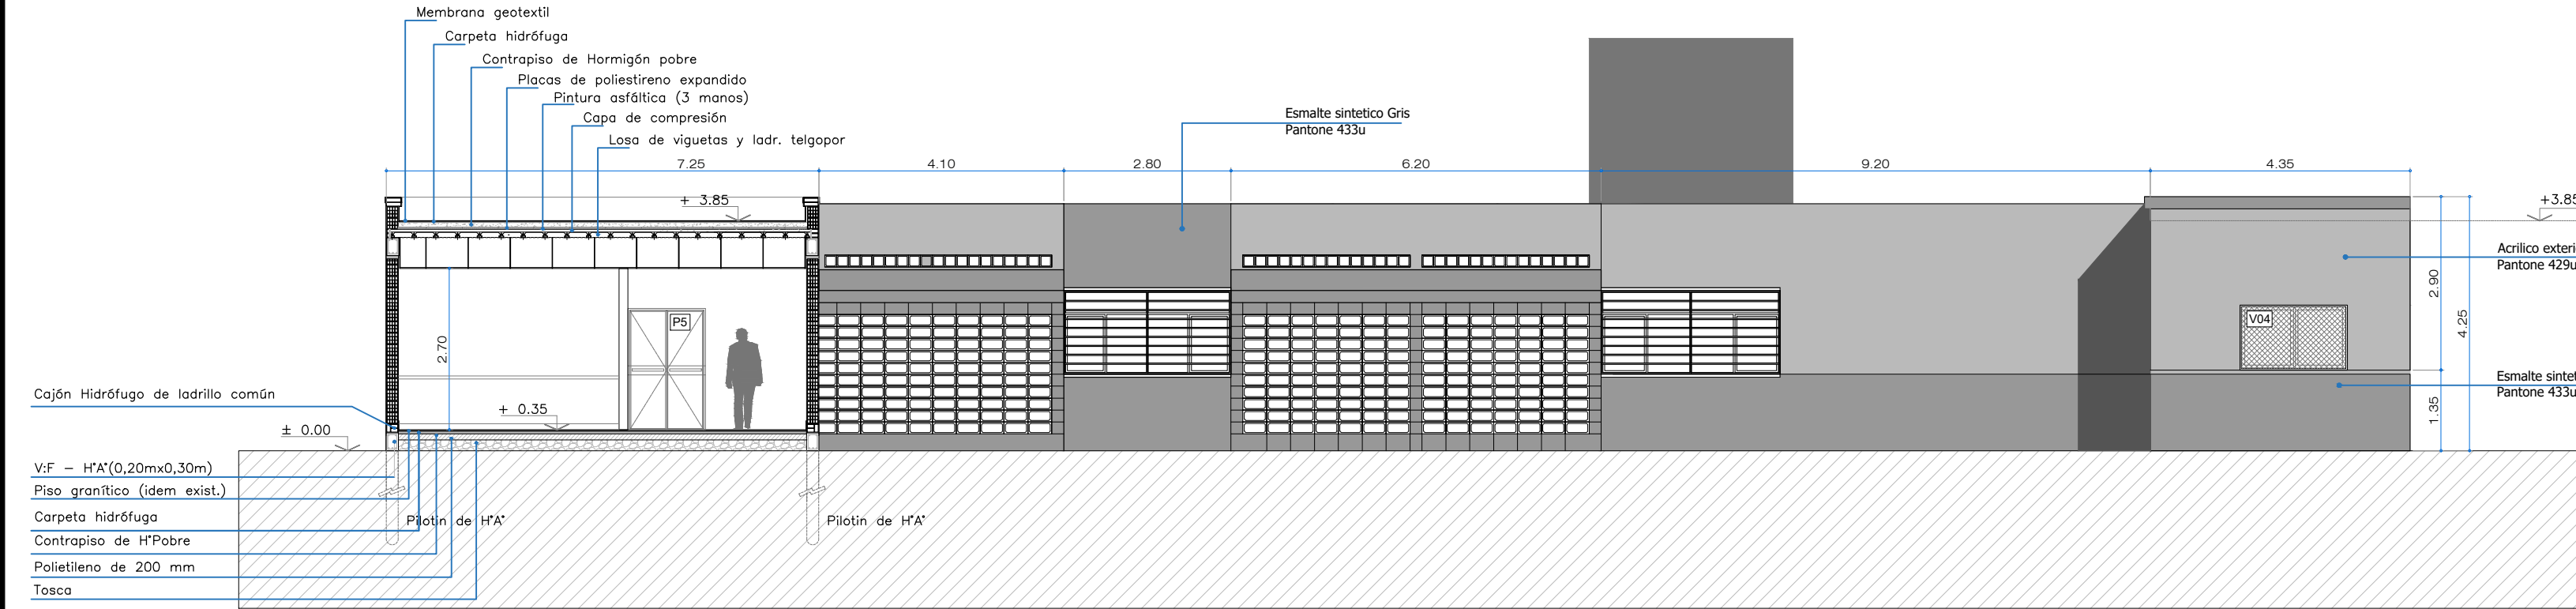 Membrana geotextil
Carpeta hidrófuga
Contrapiso de Hormigón pobre
Placas de poliestireno expandido
Pintura asfáltica (3 manos)
Capa de compresión
Losa de viguetas y ladr. telgopor
Esmalte sintetico Gris
Pantone 433u
7.25
4.10
2.80
6.20
9.20
4.35
+ 3.85
+3.85
Acrilico exteri
Pantone 429u
2.90
4.25
V04
P5
2.70
Esmalte sintet
Pantone 433u
1.35
Cajón Hidrófugo de ladrillo común
+ 0.35
± 0.00
V:F – H°A°(0,20mx0,30m)
Piso granítico (idem exist.)
Carpeta hidrófuga
Pilotin de H°A°
Pilotin de H°A°
Contrapiso de H°Pobre
Polietileno de 200 mm
Tosca